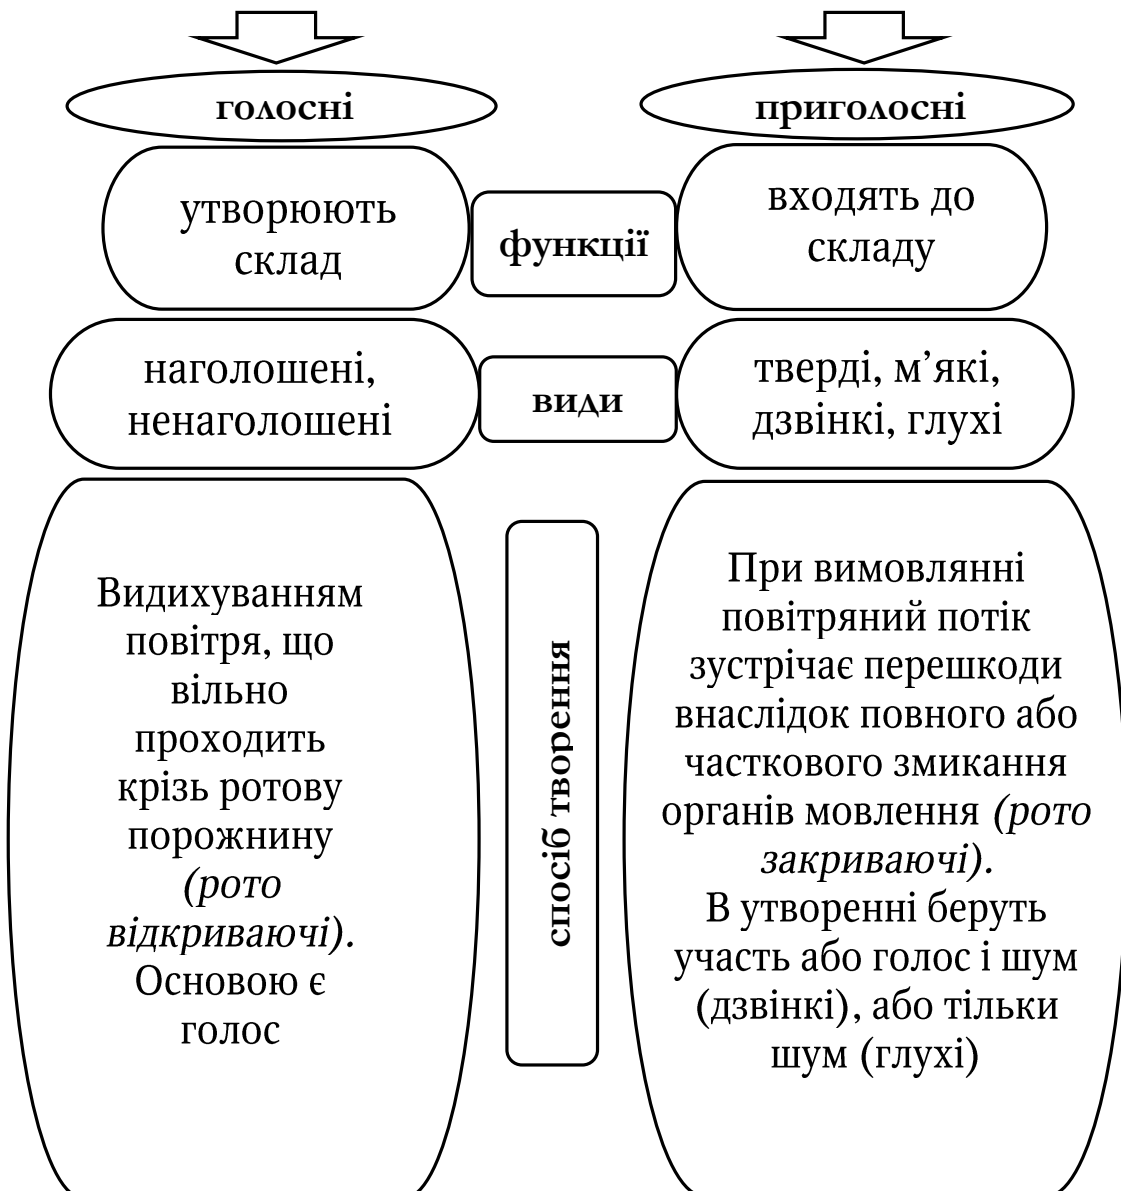 голосні
приголосні
утворюють
склад
функції
входять до
складу
наголошені,
ненаголошені
види
тверді, м’які,
дзвінкі, глухі
Видихуванням
повітря, що
вільно
проходить
крізь ротову
порожнину
(рото
відкриваючі).
Основою є
голос
спосіб творення
При вимовлянні
повітряний потік
зустрічає перешкоди
внаслідок повного або
часткового змикання
органів мовлення (рото
закриваючі).
В утворенні беруть
участь або голос і шум
(дзвінкі), або тільки
шум (глухі)